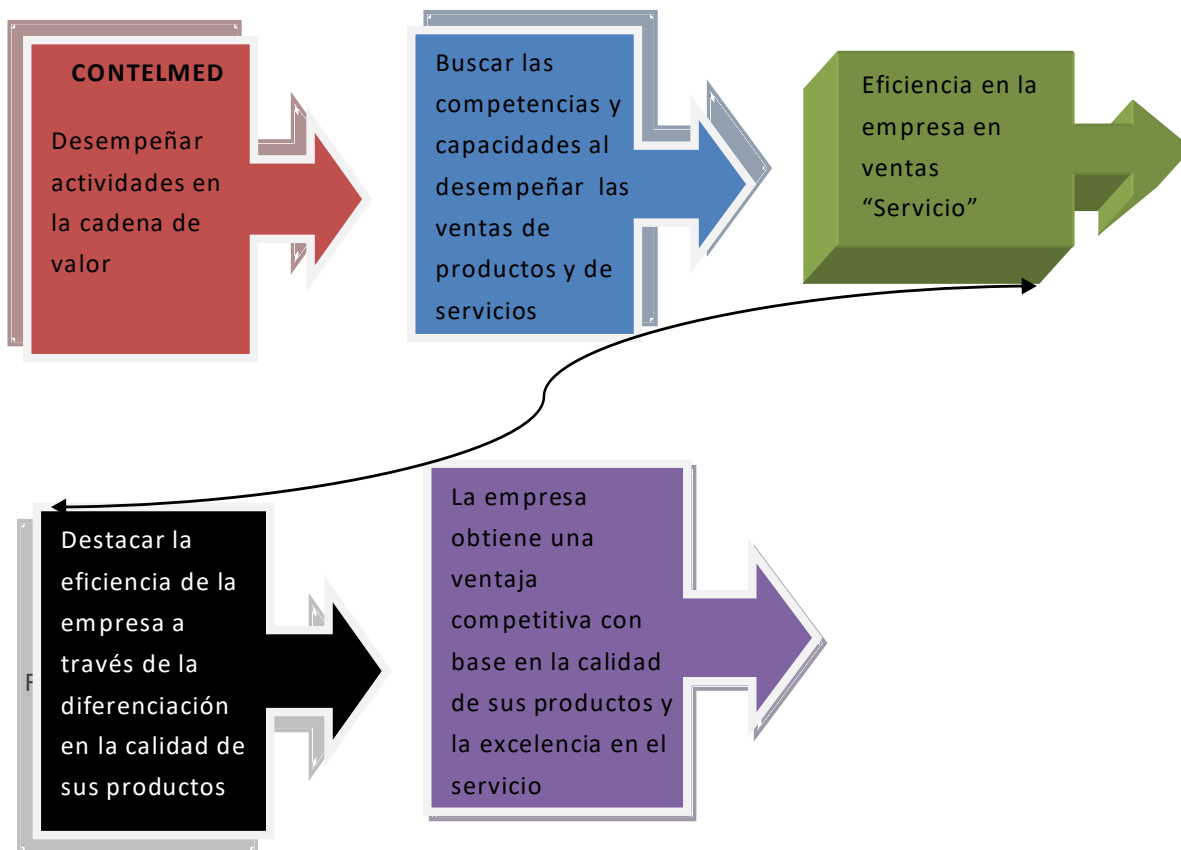 CONTELMED
Desempeñar
actividades en
la cadena de
valor
Buscar las
competencias y
capacidades al
desempeñar las
ventas de
productos y de
servicios
Eficiencia en la
empresa en
ventas
“Servicio”
Destacar la
eficiencia de la
empresa a
través de la
diferenciación
en la calidad de
sus productos
La empresa
obtiene una
ventaja
competitiva con
base en la calidad
de sus productos y
la excelencia en el
servicio